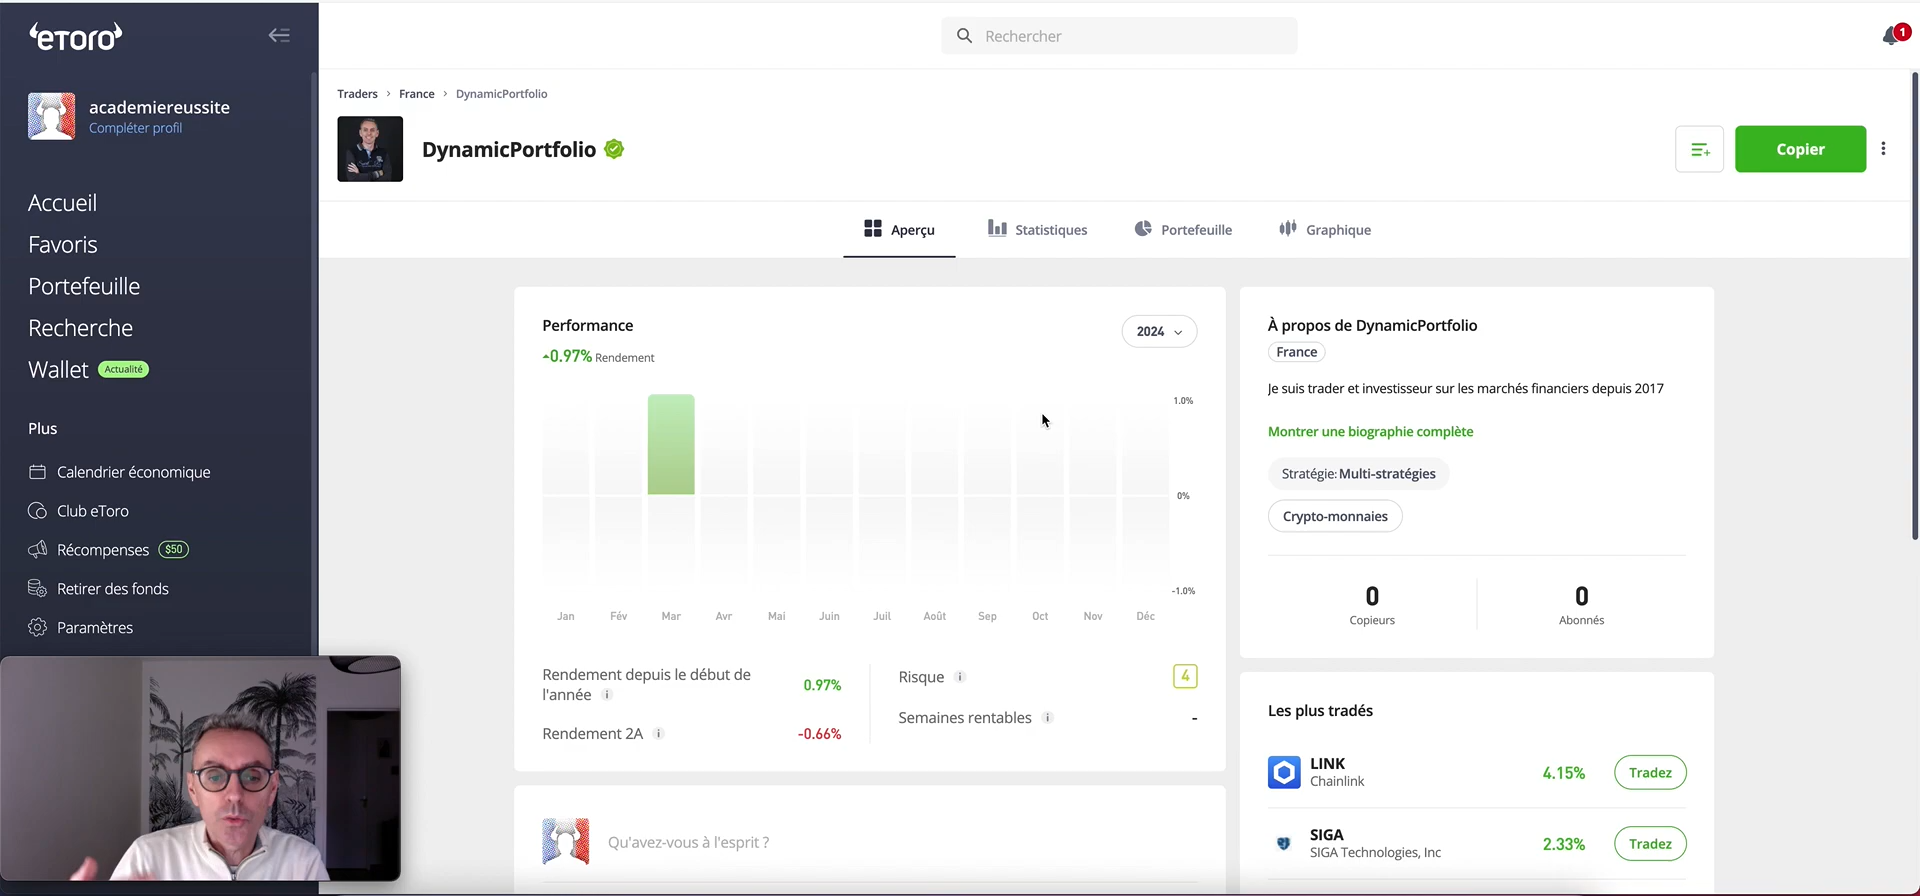 eToro
academiereussite
Compléter profil
Accueil
Favoris
Portefeuille
Recherche
Wallet Actualité
Plus
Calendrier économique
Club eToro
Récompenses $50
Retirer des fonds
Paramètres
Rechercher
1
Traders > France > DynamicPortfolio
DynamicPortfolio
Copier
Aperçu Statistiques Portefeuille Graphique
Performance
2024
0.97% Rendement
1.0%
0%
-1.0%
Jan Fév Mar Avr Mai Juin Juil Août Sep Oct Nov Déc
Rendement depuis le début de
l'année
0.97%
Rendement 2A -0.66%
Risque 4
Semaines rentables -
Qu'avez-vous à l'esprit ?
À propos de DynamicPortfolio
France
Je suis trader et investisseur sur les marchés financiers depuis 2017
Montrer une biographie complète
Stratégie: Multi-stratégies
Crypto-monnaies
0 0
Copieurs Abonnés
Les plus tradés
LINK
Chainlink
4.15% Tradez
SIGA
SIGA Technologies, Inc
2.33% Tradez